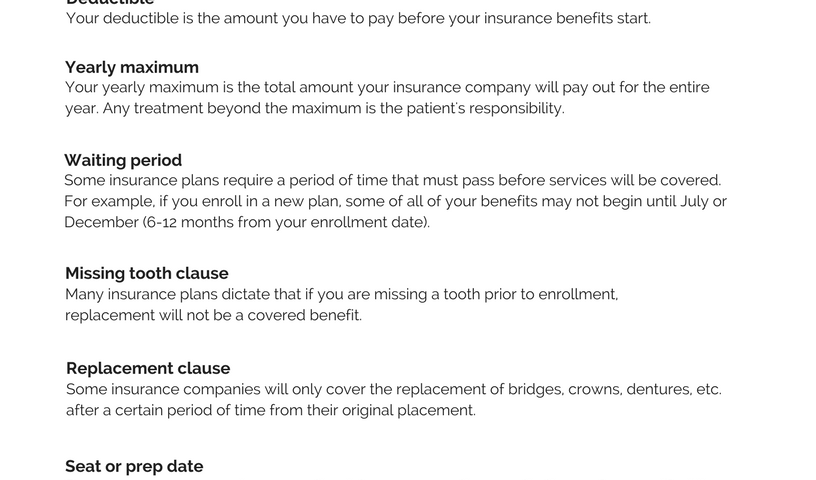 Deductible
Your deductible is the amount you have to pay before your insurance benefits start.
Yearly maximum
Your yearly maximum is the total amount your insurance company will pay out for the entire
year. Any treatment beyond the maximum is the patient's responsibility.
Waiting period
Some insurance plans require a period of time that must pass before services will be covered.
For example, if you enroll in a new plan, some of all of your benefits may not begin until July or
December (6-12 months from your enrollment date).
Missing tooth clause
Many insurance plans dictate that if you are missing a tooth prior to enrollment,
replacement will not be a covered benefit.
Replacement clause
Some insurance companies will only cover the replacement of bridges, crowns, dentures, etc.
after a certain period of time from their original placement.
Seat or prep date